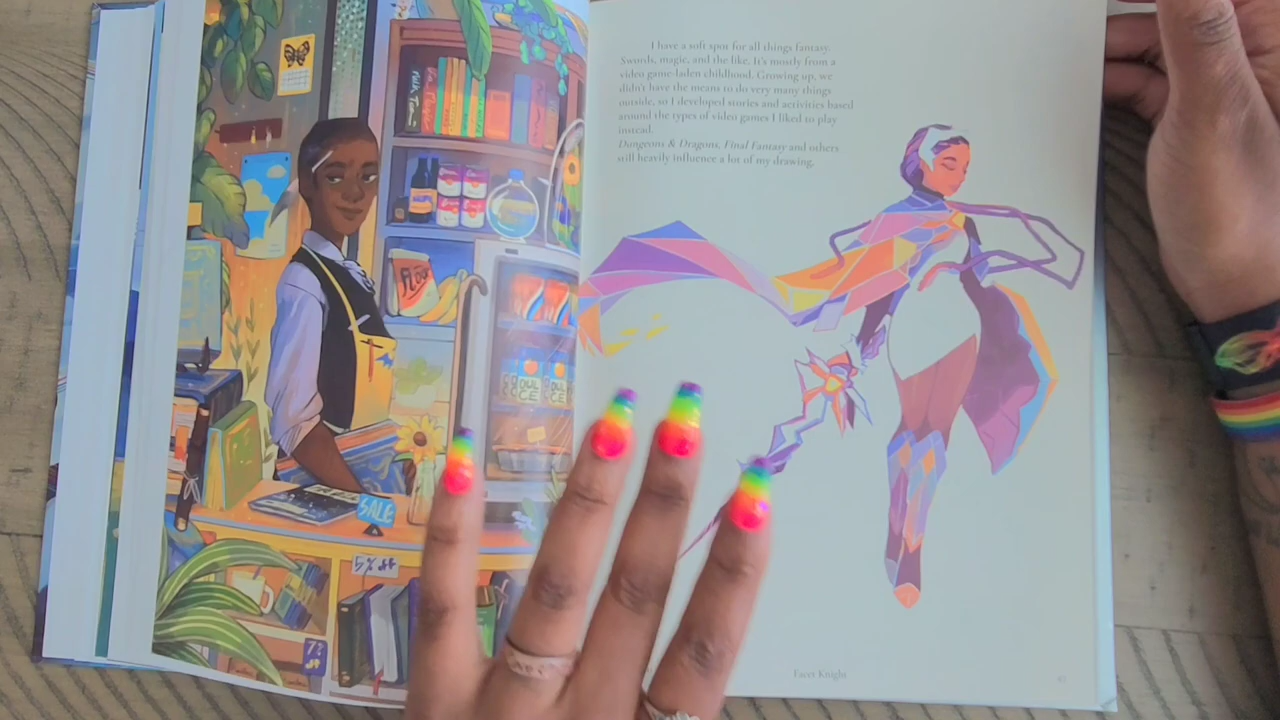 SALE
5% off
I have a soft spot for all things fantasy.
Swords, magic, and the like. It's mostly from a
video game-laden childhood. Growing up, we
didn't have the means to do very many things
outside, so I developed stories and activities based
around the types of video games I liked to play
instead.
Dungeons & Dragons, Final Fantasy and others
still heavily influence a lot of my drawing.
Facet Knight